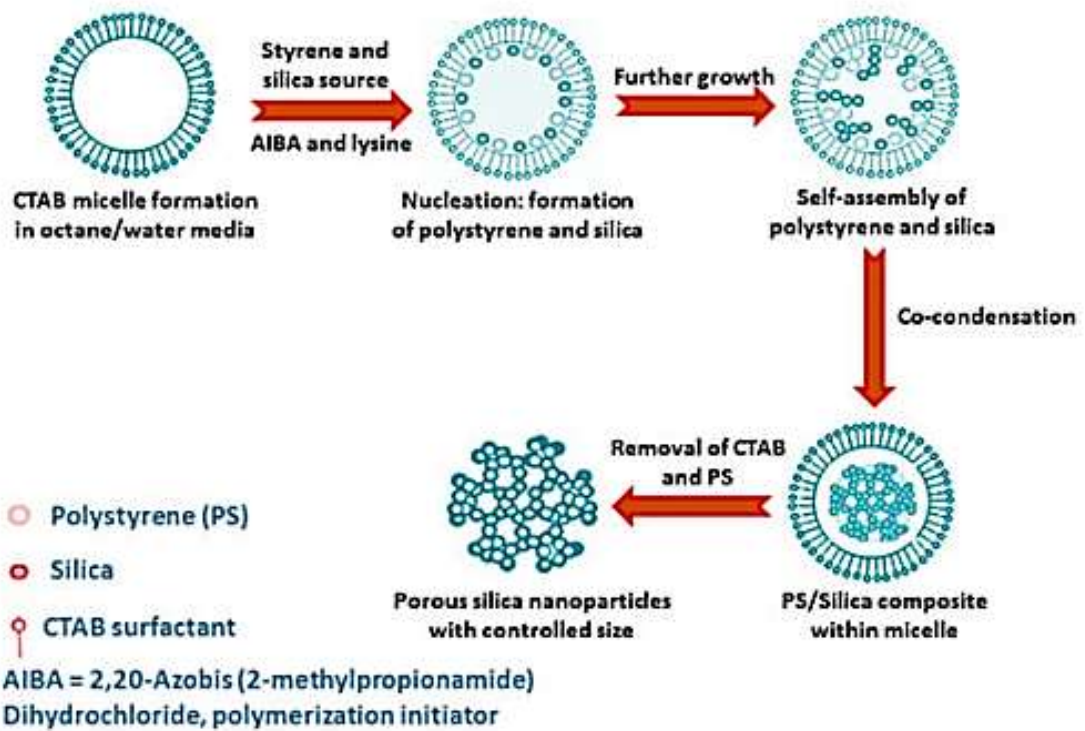 Styrene and
silica source
AIBA and lysine
Further growth
CTAB micelle formation
in octane/water media
Nucleation: formation
of polystyrene and silica
Self-assembly of
polystyrene and silica
Co-condensation
Removal of CTAB
and PS
Porous silica nanoparticles
with controlled size
PS/Silica composite
within micelle
Polystyrene (PS)
Silica
CTAB surfactant
AIBA = 2,20-Azobis (2-methylpropionamide)
Dihydrochloride, polymerization initiator